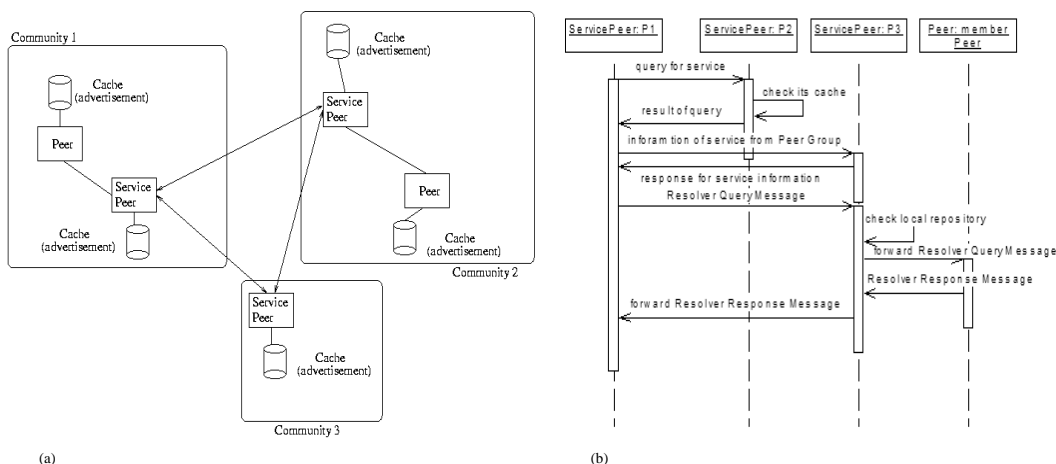 Community 1
Cache
(advertisement)
Peer
Service
Peer
Cache
(advertisement)
Cache
(advertisement)
Service
Peer
Peer
Cache
(advertisement)
Community 2
Service
Peer
Cache
(advertisement)
Community 3
(a)
ServicePeer: P1
ServicePeer: P2
ServicePeer: P3
Peer: member
Peer
query for service
check its cache
result of query
inforamtion of service from Peer Group
response for service information
Resolver QueryMessage
check local repository
forward Resolver QueryMessage
Resolver Response Message
forward Resolver Response Message
(b)